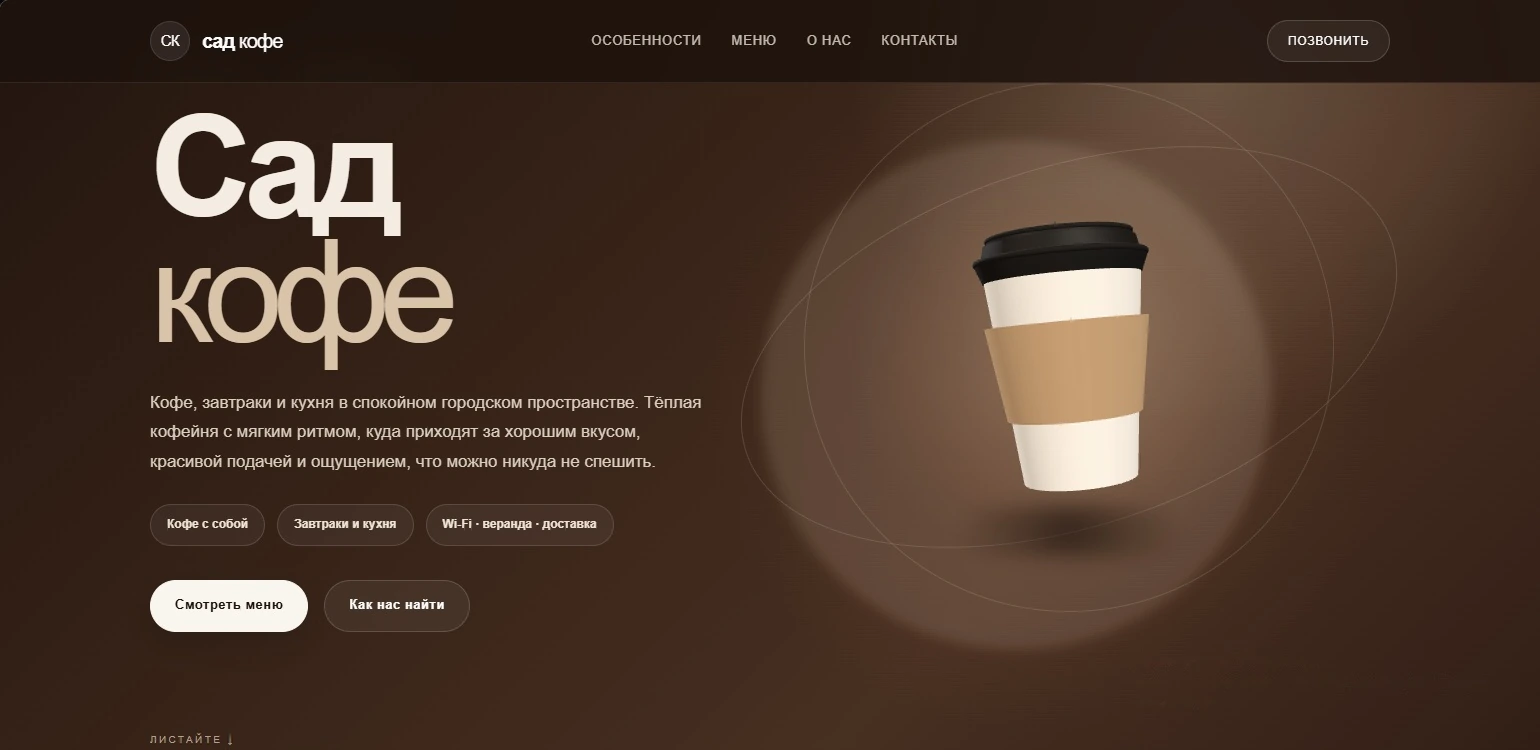 СК
сад кофе
ОСОБЕННОСТИ
МЕНЮ
О НАС
КОНТАКТЫ
ПОЗВОНИТЬ
Сад
кофе
Кофе, завтраки и кухня в спокойном городском пространстве. Тёплая
кофейня с мягким ритмом, куда приходят за хорошим вкусом,
красивой подачей и ощущением, что можно никуда не спешить.
Кофе с собой
Завтраки и кухня
Wi-Fi · веранда · доставка
Смотреть меню
Как нас найти
ЛИСТАЙТЕ ↓